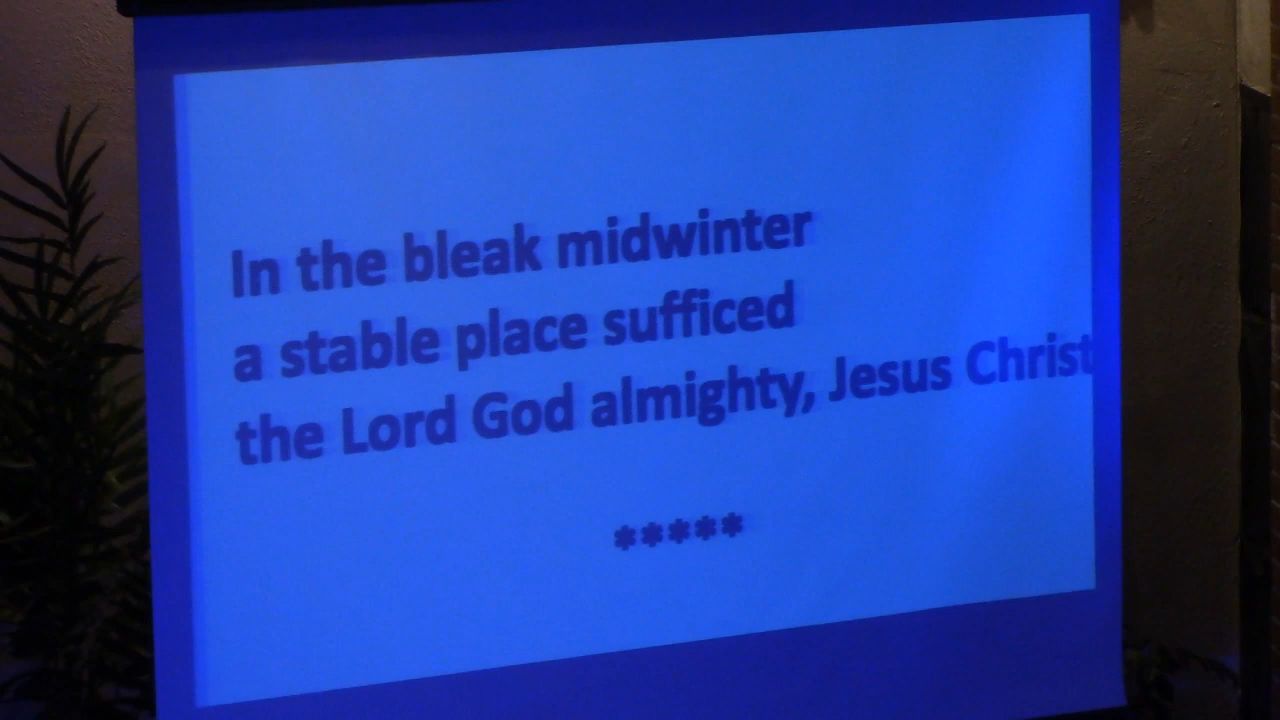 In the bleak midwinter
a stable place sufficed
the Lord God almighty, Jesus Christ
*****